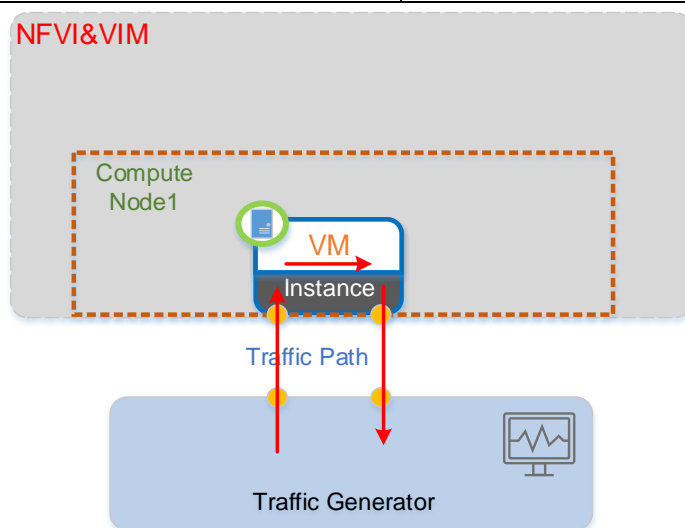 NFVI&VIM
Compute
Node1
VM
Instance
Traffic Path
Traffic Generator